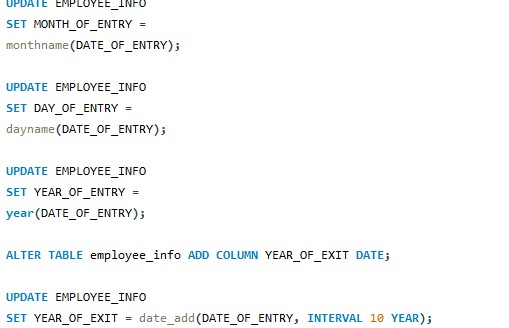 UPDATE EMPLOYEE_INFO
SET MONTH_OF_ENTRY =
monthname(DATE_OF_ENTRY);
UPDATE EMPLOYEE_INFO
SET DAY_OF_ENTRY =
dayname(DATE_OF_ENTRY);
UPDATE EMPLOYEE_INFO
SET YEAR_OF_ENTRY =
year(DATE_OF_ENTRY);
ALTER TABLE employee_info ADD COLUMN YEAR_OF_EXIT DATE;
UPDATE EMPLOYEE_INFO
SET YEAR_OF_EXIT = date_add(DATE_OF_ENTRY, INTERVAL 10 YEAR);